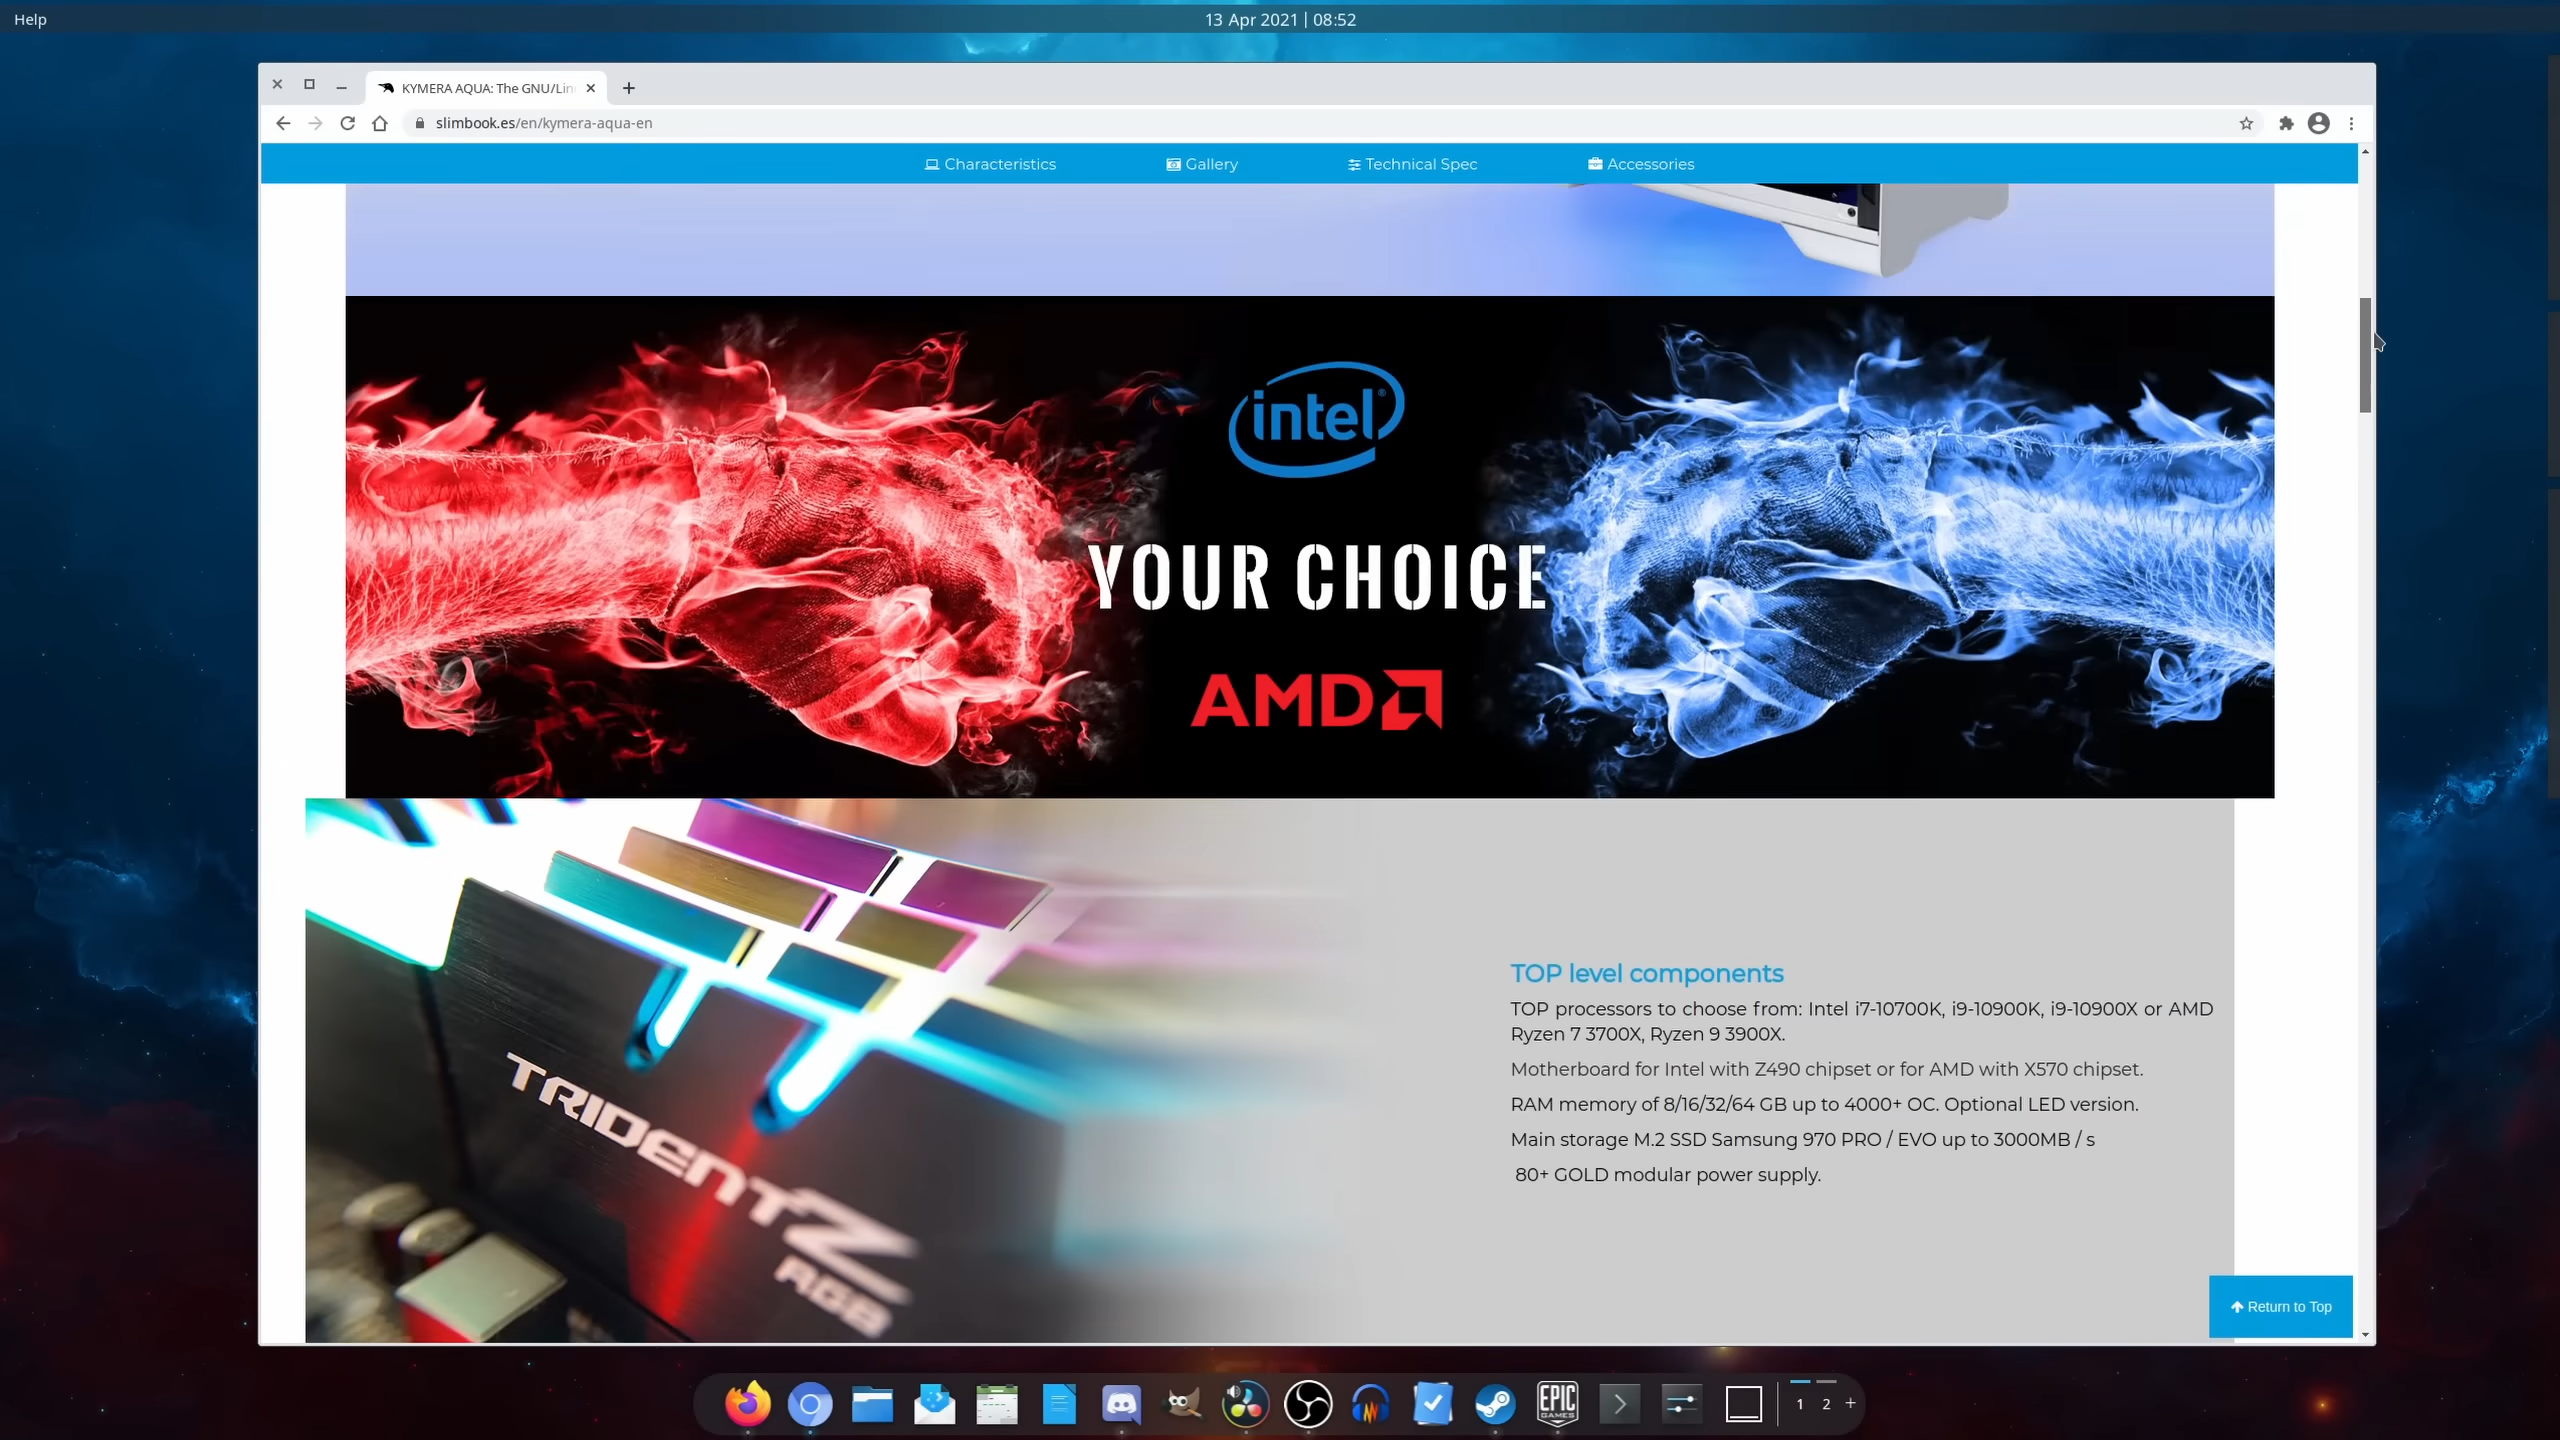 Help
13 Apr 2021 | 08:52
KYMERA AQUA: The GNU/Lin
slimbook.es/en/kymera-aqua-en
Characteristics
Gallery
Technical Spec
Accessories
intel®
YOUR CHOICE
AMD
TRIDENT Z
RGB
TOP level components
TOP processors to choose from: Intel i7-10700K, i9-10900K, i9-10900X or AMD
Ryzen 7 3700X, Ryzen 9 3900X.
Motherboard for Intel with Z490 chipset or for AMD with X570 chipset.
RAM memory of 8/16/32/64 GB up to 4000+ OC. Optional LED version.
Main storage M.2 SSD Samsung 970 PRO / EVO up to 3000MB / s
80+ GOLD modular power supply.
Return to Top
EPIC
GAMES
1 2 +